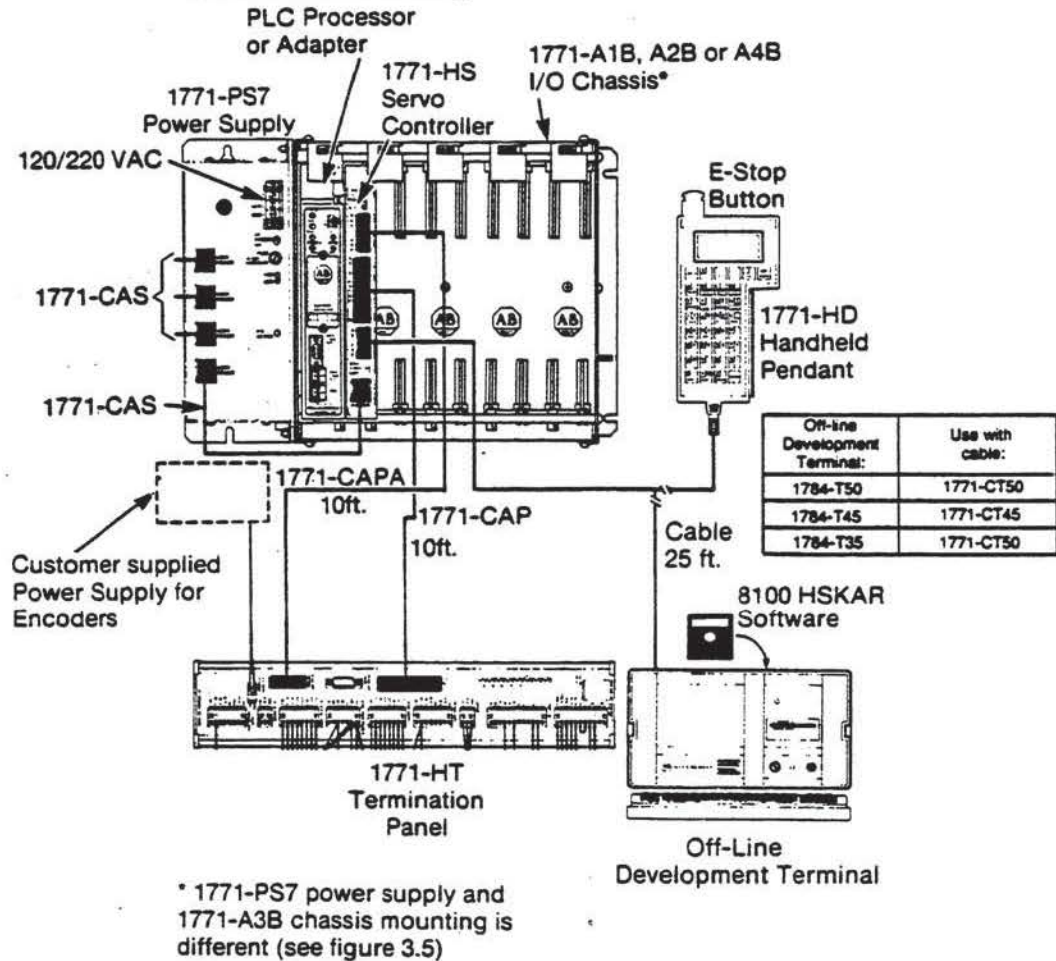 PLC Processor
or Adapter
1771-HS
Servo
Controller
1771-A1B, A2B or A4B
I/O Chassis*
1771-PS7
Power Supply
120/220 VAC
E-Stop
Button
1771-CAS
1771-HD
Handheld
Pendant
AB
AB
AB
AB
1771-CAS
Off-line
Development
Terminal:
Use with
cable:
1784-T50
1771-CT50
1784-T45
1771-CT45
1784-T35
1771-CT50
1771-CAPA
10ft.
1771-CAP
10ft.
Cable
25 ft.
Customer supplied
Power Supply for
Encoders
8100 HSKAR
Software
1771-HT
Termination
Panel
Off-Line
Development Terminal
* 1771-PS7 power supply and
1771-A3B chassis mounting is
different (see figure 3.5)